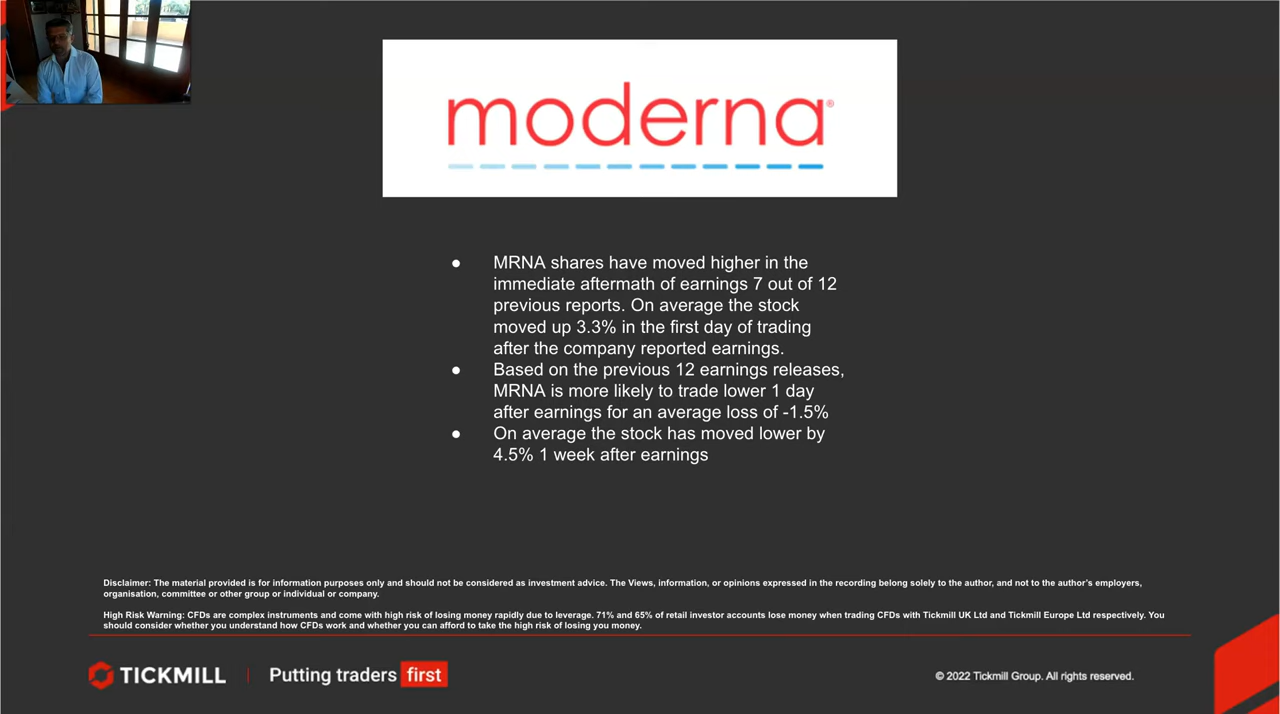 moderna®
● MRNA shares have moved higher in the
immediate aftermath of earnings 7 out of 12
previous reports. On average the stock
moved up 3.3% in the first day of trading
after the company reported earnings.
● Based on the previous 12 earnings releases,
MRNA is more likely to trade lower 1 day
after earnings for an average loss of -1.5%
● On average the stock has moved lower by
4.5% 1 week after earnings
Disclaimer: The material provided is for information purposes only and should not be considered as investment advice. The Views, information, or opinions expressed in the recording belong solely to the author, and not to the author's employers,
organisation, committee or other group or individual or company.
High Risk Warning: CFDs are complex instruments and come with high risk of losing money rapidly due to leverage. 71% and 65% of retail investor accounts lose money when trading CFDs with Tickmill UK Ltd and Tickmill Europe Ltd respectively. You
should consider whether you understand how CFDs work and whether you can afford to take the high risk of losing you money.
TICKMILL | Putting traders first
© 2022 Tickmill Group. All rights reserved.